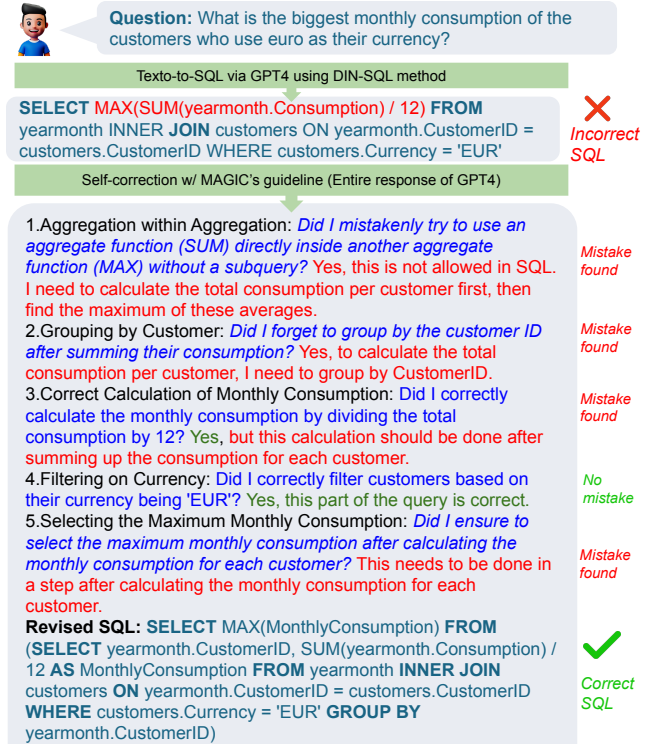 Question: What is the biggest monthly consumption of the
customers who use euro as their currency?
Texto-to-SQL via GPT4 using DIN-SQL method
SELECT MAX(SUM(yearmonth.Consumption) / 12) FROM
yearmonth INNER JOIN customers ON yearmonth.CustomerID =
customers.CustomerID WHERE customers.Currency = 'EUR'
Incorrect
SQL
Self-correction w/ MAGIC's guideline (Entire response of GPT4)
1.Aggregation within Aggregation: Did I mistakenly try to use an
aggregate function (SUM) directly inside another aggregate
function (MAX) without a subquery? Yes, this is not allowed in SQL.
I need to calculate the total consumption per customer first, then
find the maximum of these averages.
Mistake
found
2.Grouping by Customer: Did I forget to group by the customer ID
after summing their consumption? Yes, to calculate the total
consumption per customer, I need to group by CustomerID.
Mistake
found
3.Correct Calculation of Monthly Consumption: Did I correctly
calculate the monthly consumption by dividing the total
consumption by 12? Yes, but this calculation should be done after
summing up the consumption for each customer.
Mistake
found
4.Filtering on Currency: Did I correctly filter customers based on
their currency being 'EUR'? Yes, this part of the query is correct.
No
mistake
5.Selecting the Maximum Monthly Consumption: Did I ensure to
select the maximum monthly consumption after calculating the
monthly consumption for each customer? This needs to be done in
a step after calculating the monthly consumption for each
customer.
Mistake
found
Revised SQL: SELECT MAX(MonthlyConsumption) FROM
(SELECT yearmonth.CustomerID, SUM(yearmonth.Consumption) /
12 AS MonthlyConsumption FROM yearmonth INNER JOIN
customers ON yearmonth.CustomerID = customers.CustomerID
WHERE customers.Currency = 'EUR' GROUP BY
yearmonth.CustomerID)
Correct
SQL